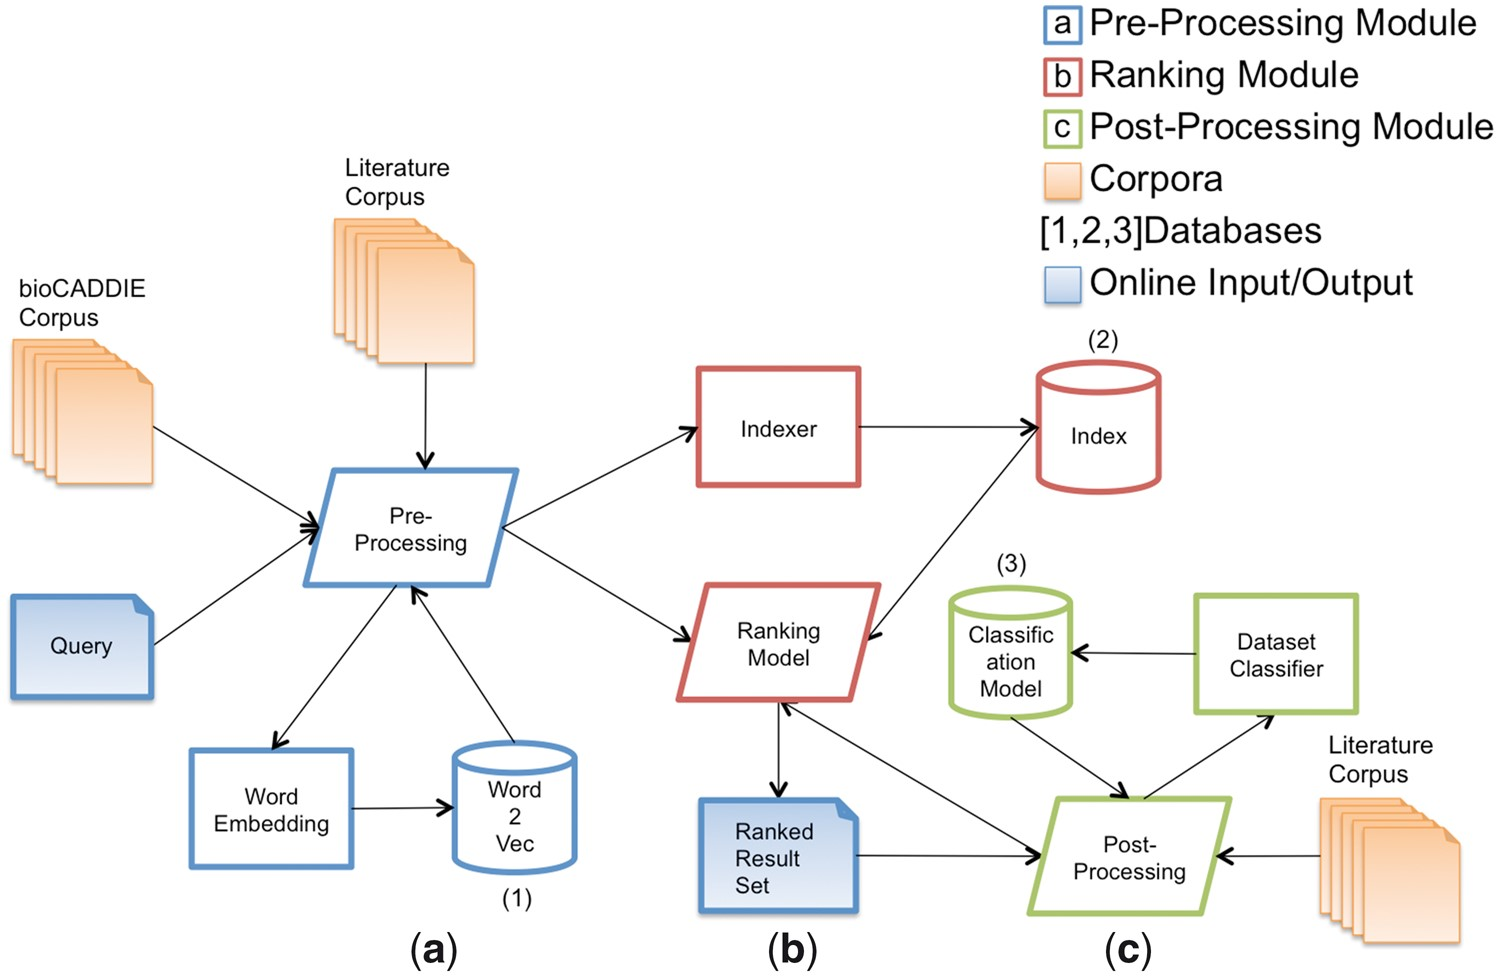 a Pre-Processing Module
b Ranking Module
c Post-Processing Module
Corpora
[1,2,3]Databases
Online Input/Output
Literature
Corpus
bioCADDIE
Corpus
(2)
Indexer
Index
Pre-
Processing
Query
(3)
Ranking
Model
Classific
ation
Model
Dataset
Classifier
Literature
Corpus
Word
Embedding
Word
2
Vec
(1)
Ranked
Result
Set
Post-
Processing
(a)
(b)
(c)